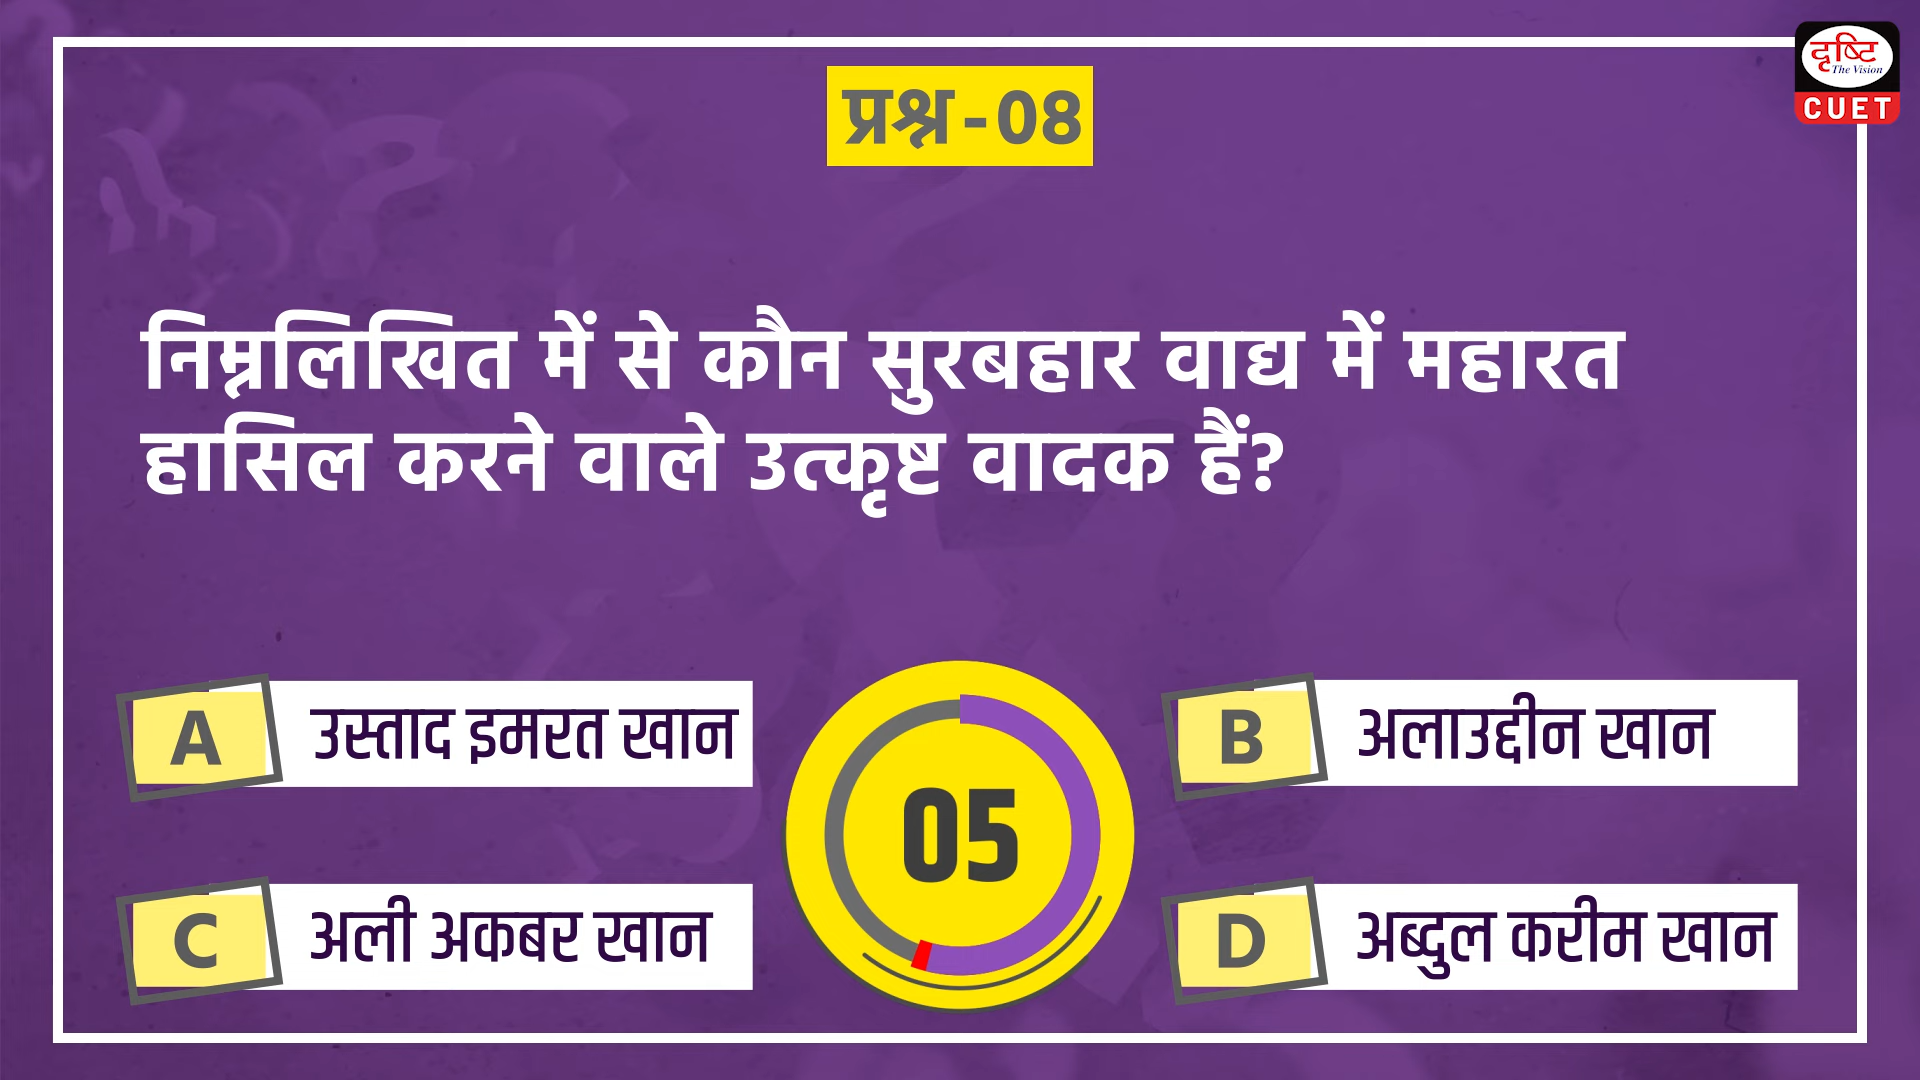 दृष्टि
The Vision
CUET
प्रश्न-08
निम्नलिखित में से कौन सुरबहार वाद्य में महारत
हासिल करने वाले उत्कृष्ट वादक हैं?
A उस्ताद इमरत खान
B अलाउद्दीन खान
05
C अली अकबर खान
D अब्दुल करीम खान